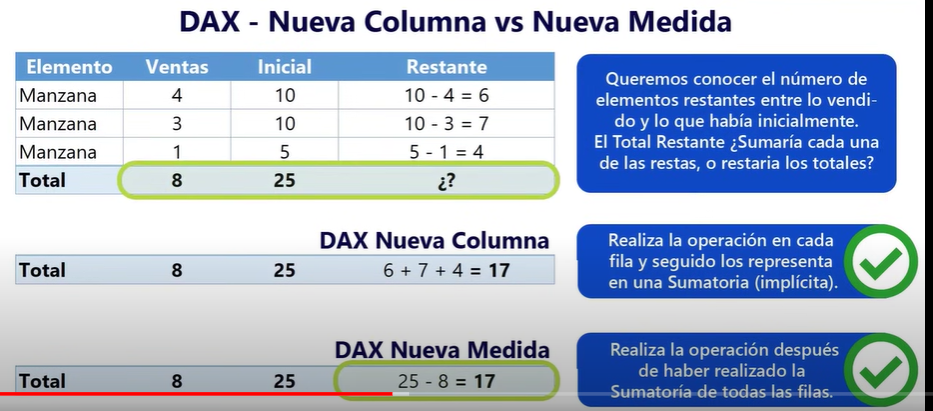 DAX - Nueva Columna vs Nueva Medida
Elemento Ventas Inicial Restante
Manzana 4 10 10 - 4 = 6
Manzana 3 10 10 - 3 = 7
Manzana 1 5 5 - 1 = 4
Total 8 25 ¿?
Queremos conocer el número de
elementos restantes entre lo vendi-
do y lo que había inicialmente.
El Total Restante ¿Sumaría cada una
de las restas, o restaria los totales?
DAX Nueva Columna
Total 8 25 6 + 7 + 4 = 17
Realiza la operación en cada
fila y seguido los representa
en una Sumatoria (implícita).
DAX Nueva Medida
Total 8 25 25 - 8 = 17
Realiza la operación después
de haber realizado la
Sumatoría de todas las filas.